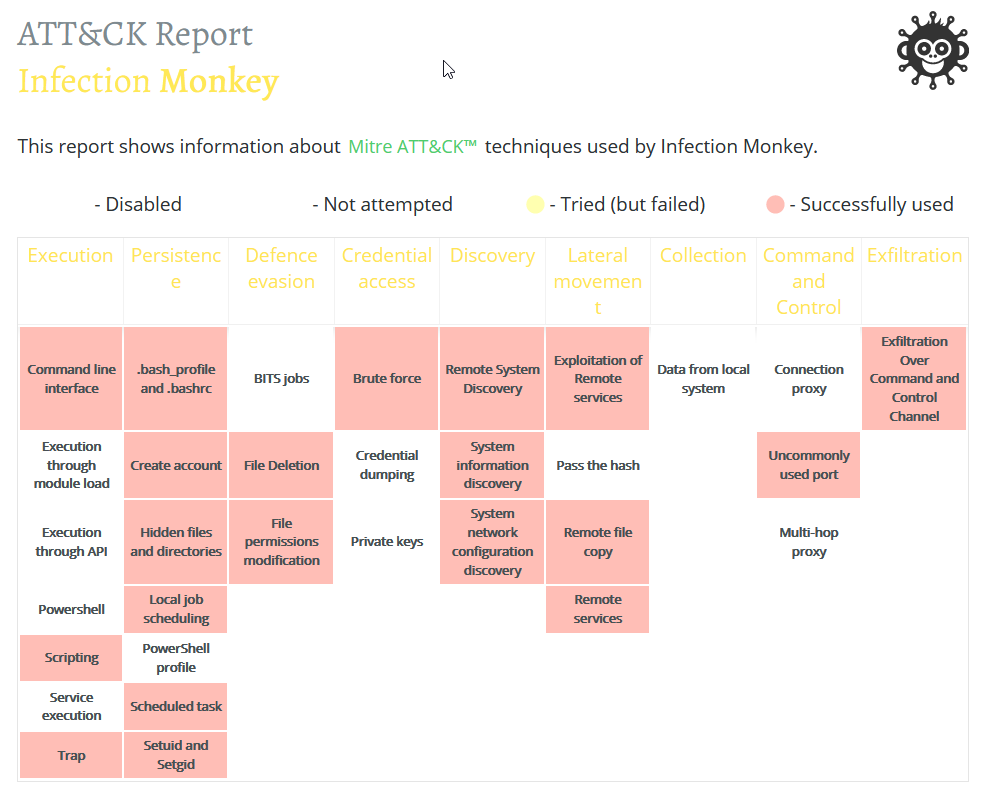 ATT&CK Report
Infection Monkey
This report shows information about Mitre ATT&CK™ techniques used by Infection Monkey.
- Disabled - Not attempted - Tried (but failed) - Successfully used
Execution
Persistenc
e
Defence
evasion
Credential
access
Discovery
Lateral
movemen
t
Collection
Command
and
Control
Exfiltration
Command line
interface
.bash_profile
and .bashrc
BITS jobs
Brute force
Remote System
Discovery
Exploitation of
Remote
services
Data from local
system
Connection
proxy
Exfiltration
Over
Command and
Control
Channel
Execution
through
module load
Create account
File Deletion
Credential
dumping
System
information
discovery
Pass the hash
Uncommonly
used port
Execution
through API
Hidden files
and directories
File
permissions
modification
Private keys
System
network
configuration
discovery
Remote file
copy
Multi-hop
proxy
Powershell
Local job
scheduling
Remote
services
Scripting
PowerShell
profile
Service
execution
Scheduled task
Trap
Setuid and
Setgid